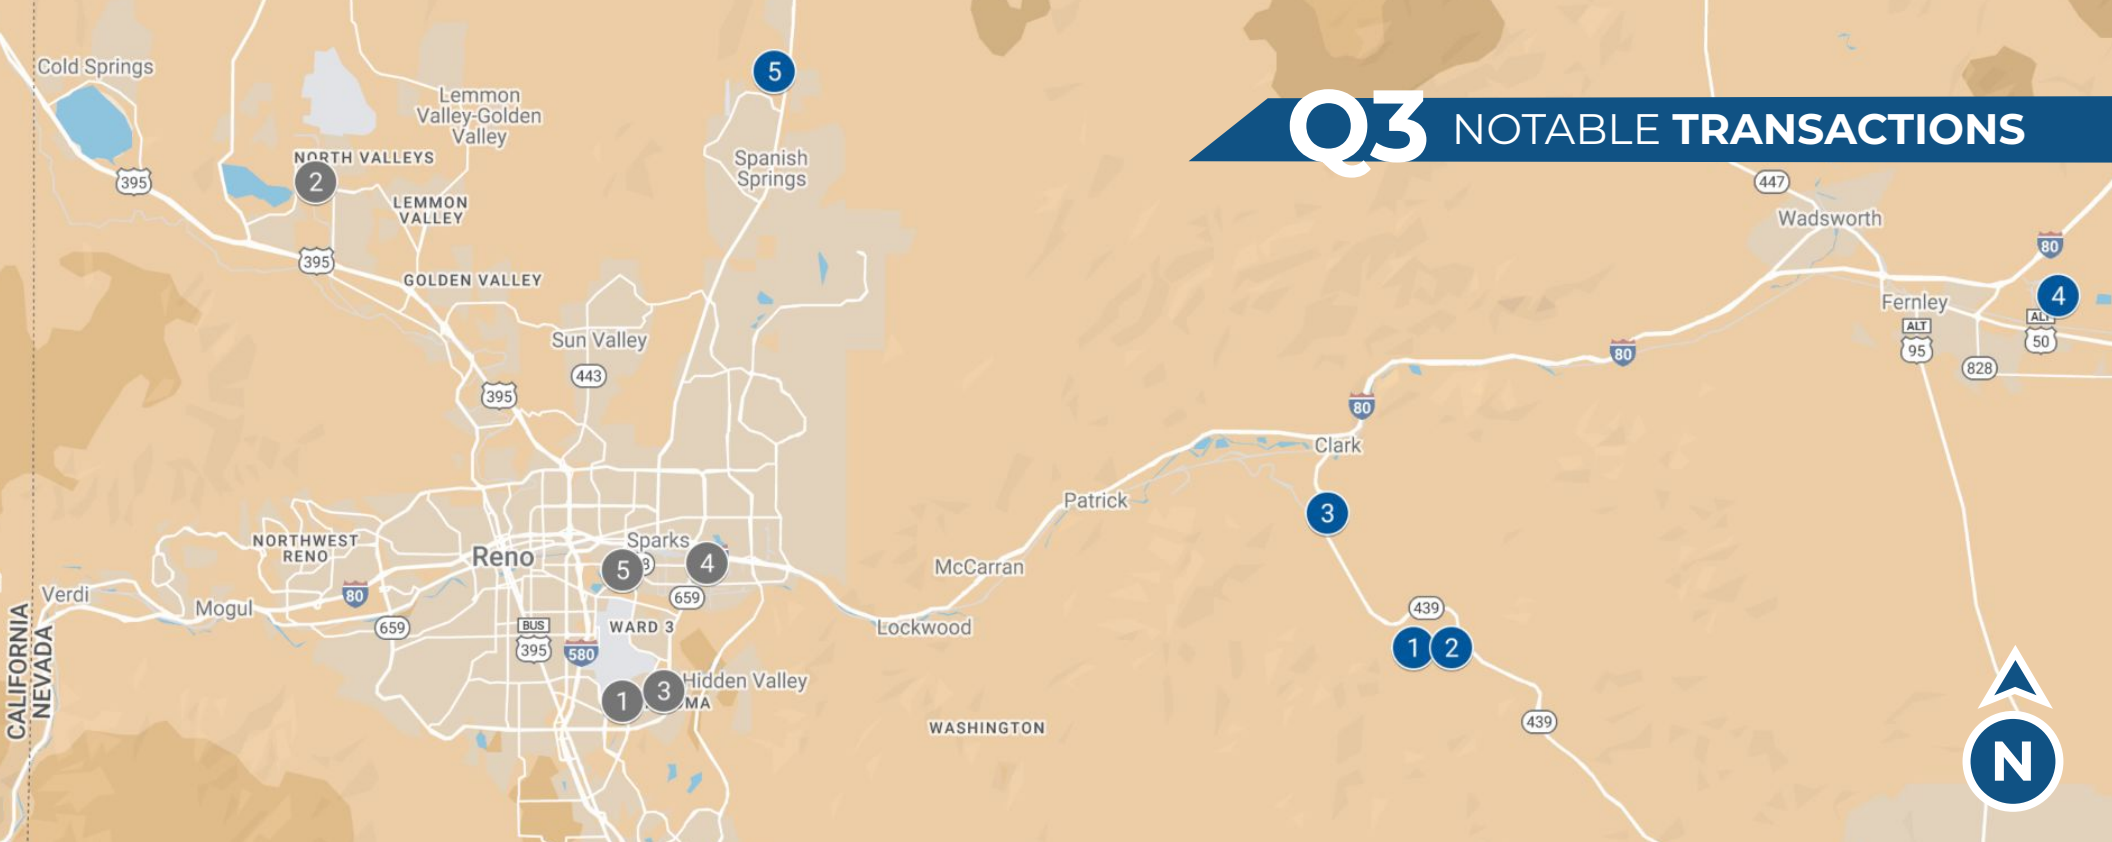 Q3 NOTABLE TRANSACTIONS
Cold Springs
5
Lemmon
Valley-Golden
Valley
NORTH VALLEYS
2
395
Spanish
Springs
LEMMON
VALLEY
447
Wadsworth
80
395
GOLDEN VALLEY
4
Fernley
ALT
95
50
828
Sun Valley
443
80
395
80
Clark
Patrick
3
NORTHWEST
RENO
Reno
Sparks
5
4
McCarran
Verdi
80
Mogul
659
659
Lockwood
439
BUS
395
580
WARD 3
1
2
CALIFORNIA
NEVADA
1
3
Hidden Valley
WASHINGTON
439
N